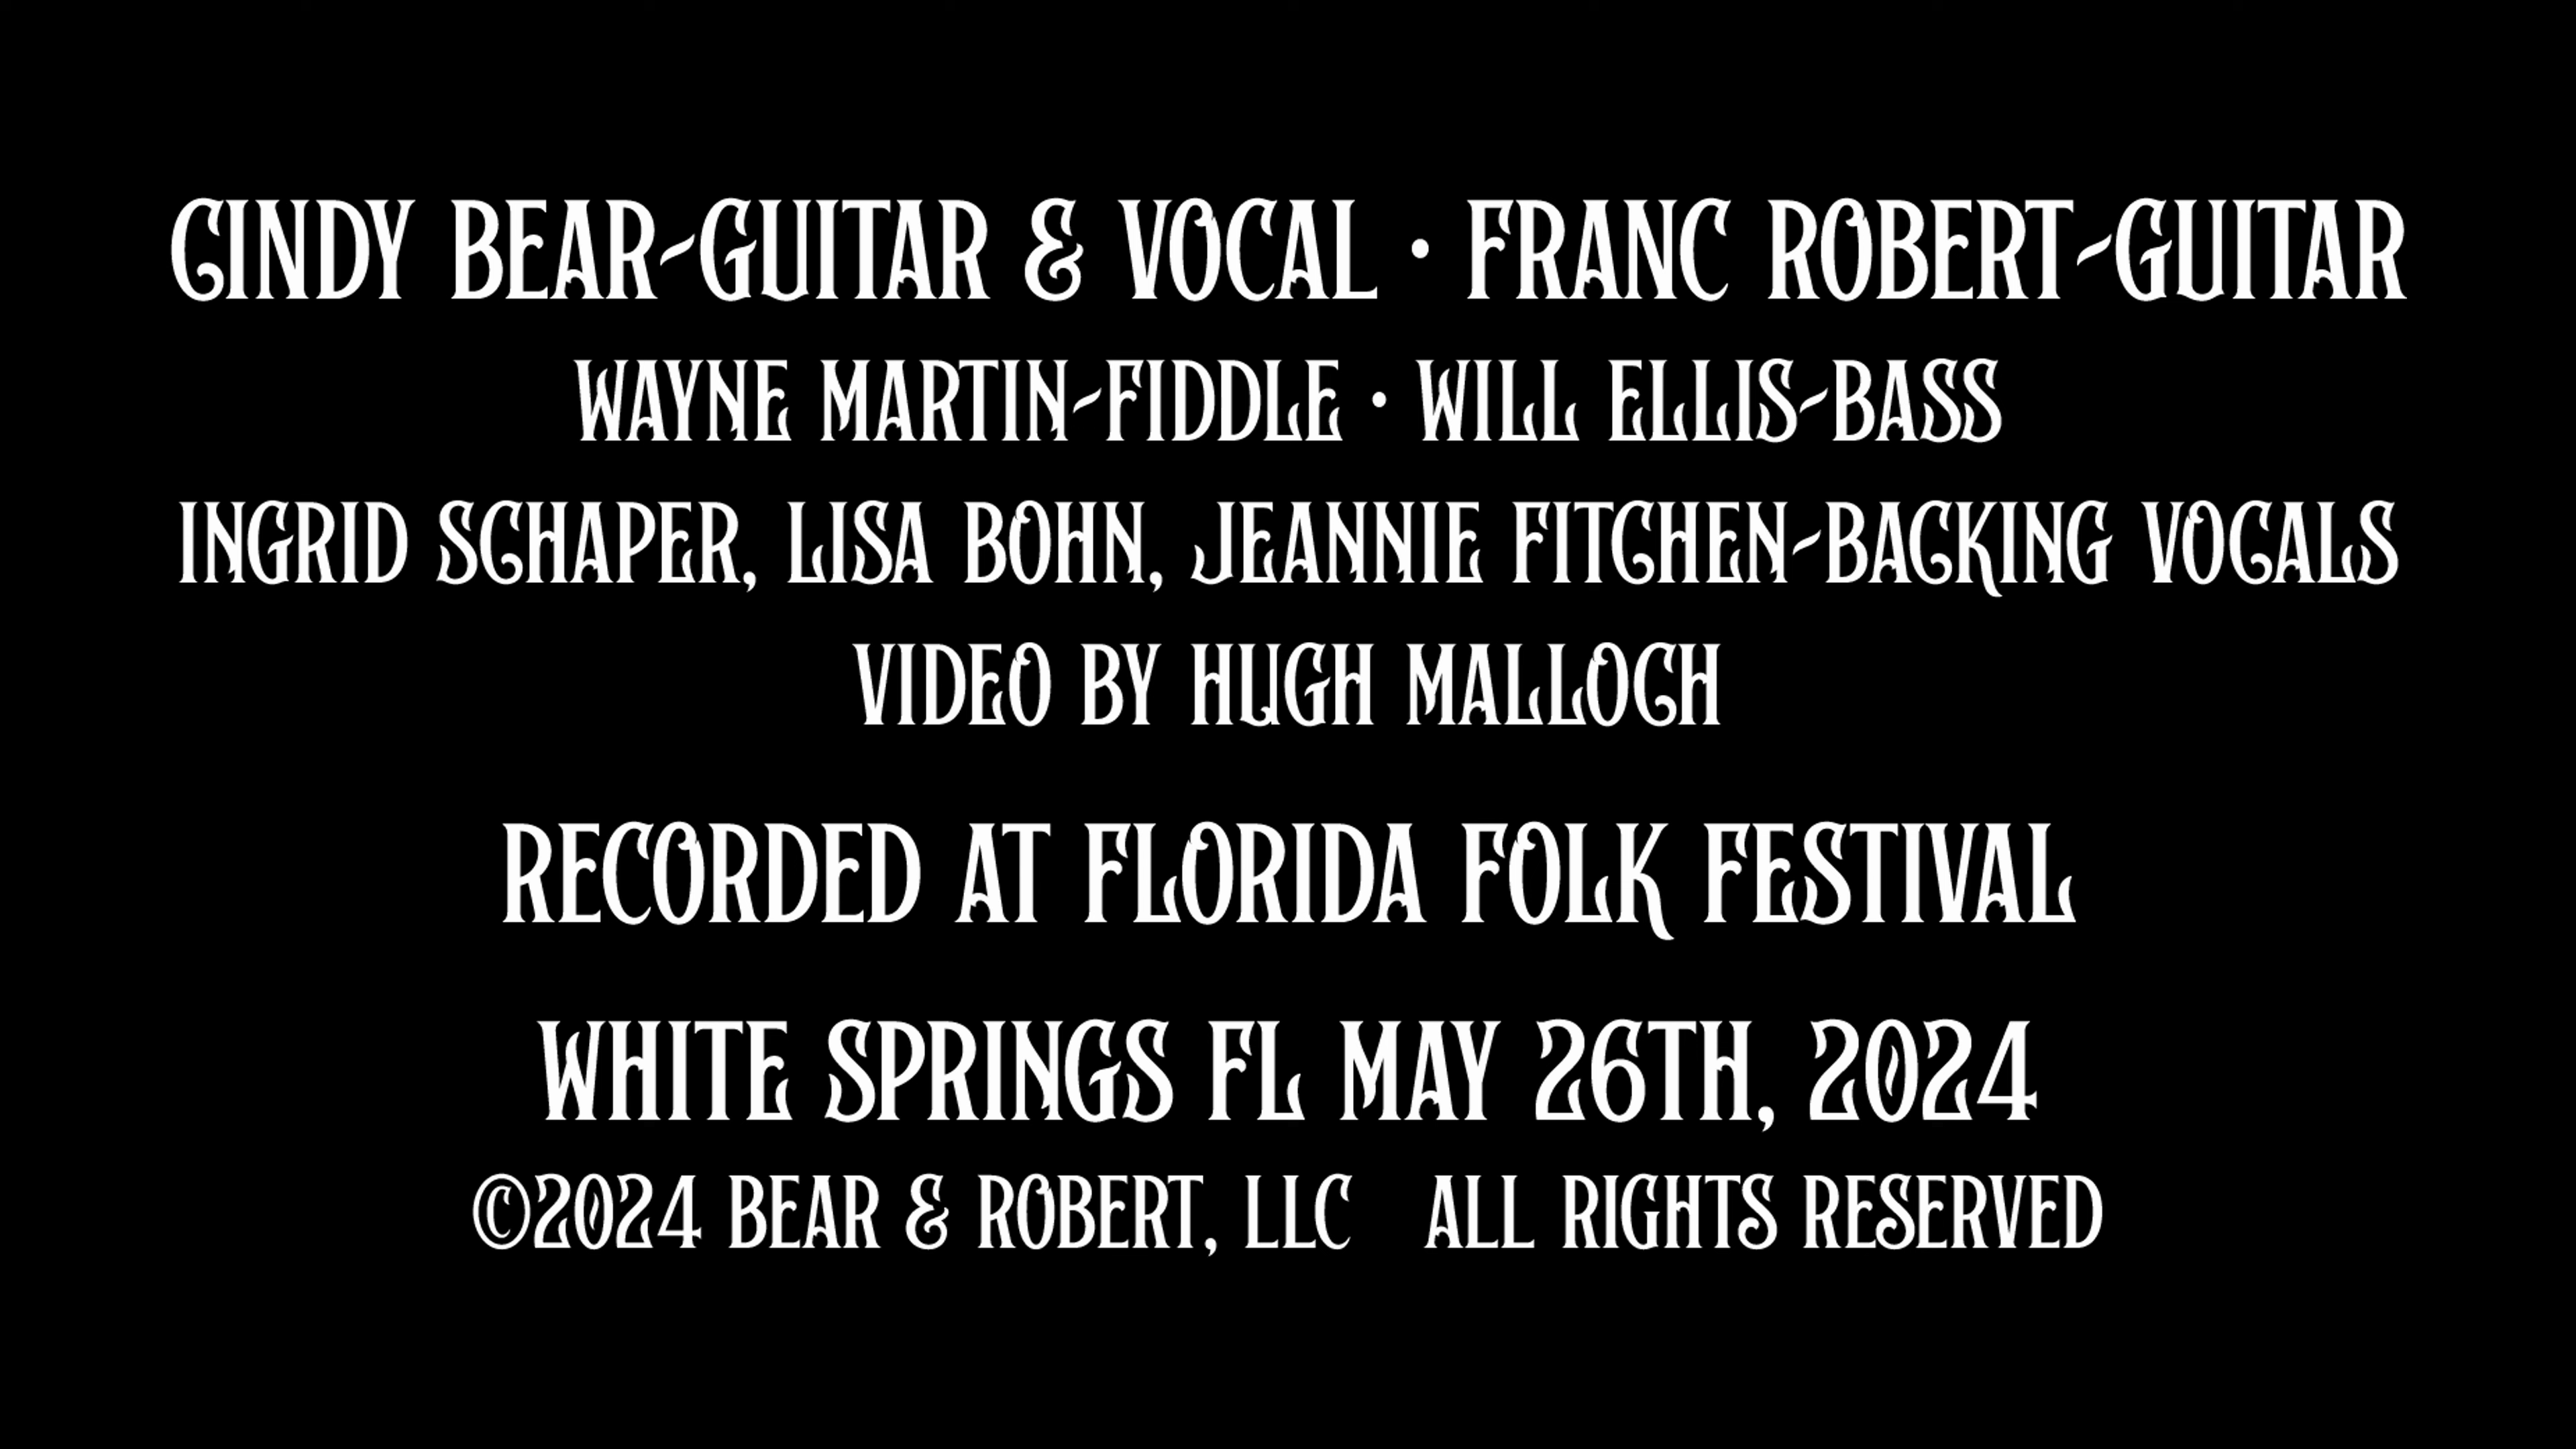 CINDY BEAR-GUITAR & VOCAL • FRANC ROBERT-GUITAR
WAYNE MARTIN-FIDDLE • WILL ELLIS-BASS
INGRID SCHAPER, LISA BOHN, JEANNIE FITCHEN-BACKING VOCALS
VIDEO BY HUGH MALLOCH
RECORDED AT FLORIDA FOLK FESTIVAL
WHITE SPRINGS FL MAY 26TH, 2024
©2024 BEAR & ROBERT, LLC ALL RIGHTS RESERVED